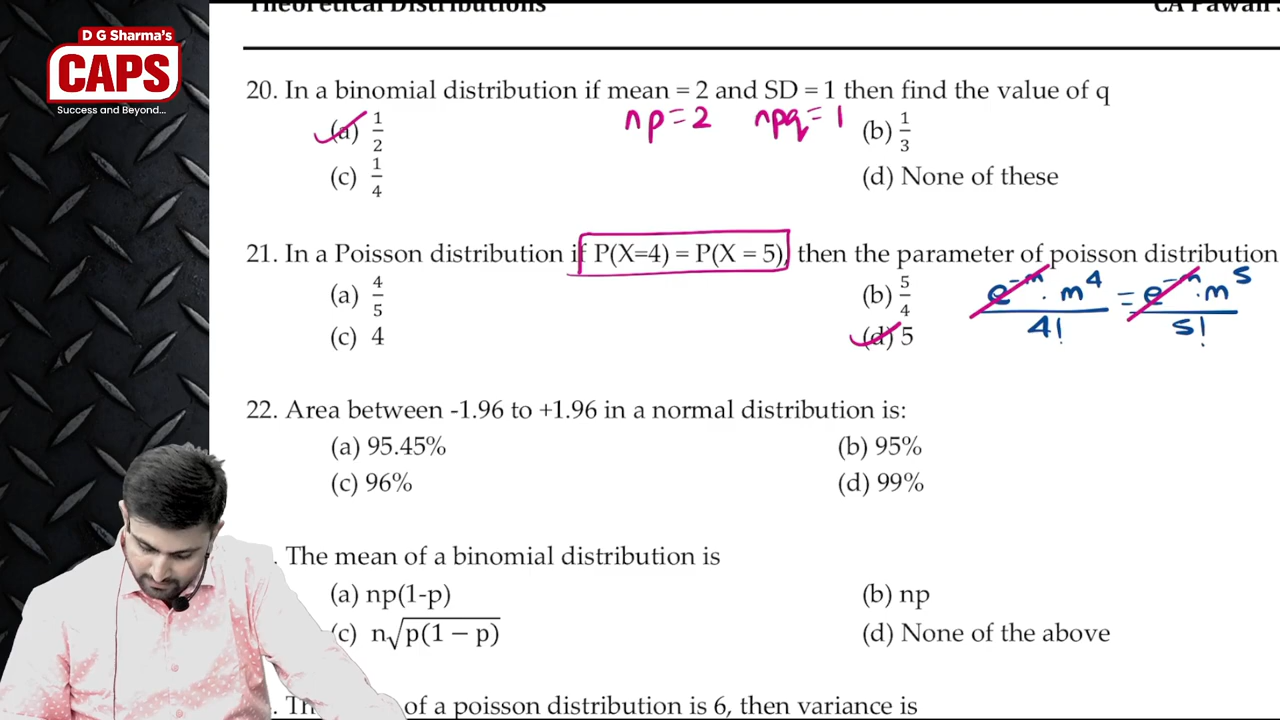 Theoretical Distributions
CA Pawan
D G Sharma's
CAPS
Success and Beyond...
20. In a binomial distribution if mean = 2 and SD = 1 then find the value of q
np = 2 npq = 1
(a) 1/2
(b) 1/3
(c) 1/4
(d) None of these
21. In a Poisson distribution if P(X=4) = P(X = 5), then the parameter of poisson distribution
(a) 4/5
(b) 5/4
(c) 4
(d) 5
e^-m . m^4 / 4! = e^-m . m^5 / 5!
22. Area between -1.96 to +1.96 in a normal distribution is:
(a) 95.45%
(b) 95%
(c) 96%
(d) 99%
. The mean of a binomial distribution is
(a) np(1-p)
(b) np
(c) n√p(1 − p)
(d) None of the above
of a poisson distribution is 6, then variance is